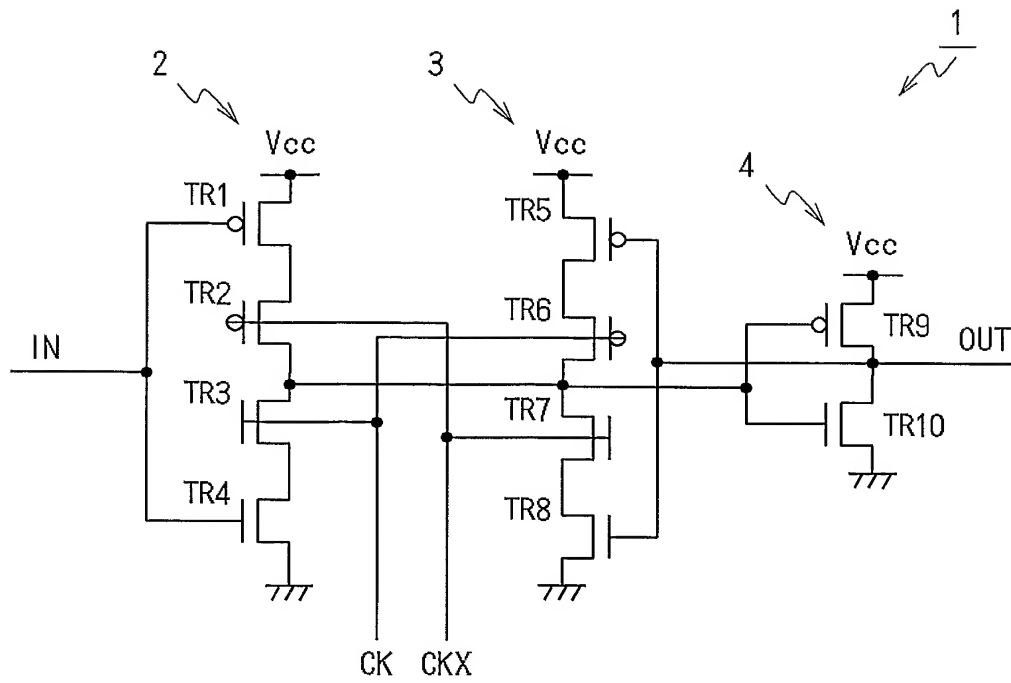 1
2
3
4
Vcc
Vcc
Vcc
TR1
TR2
TR3
TR4
TR5
TR6
TR7
TR8
TR9
TR10
IN
OUT
CK
CKX